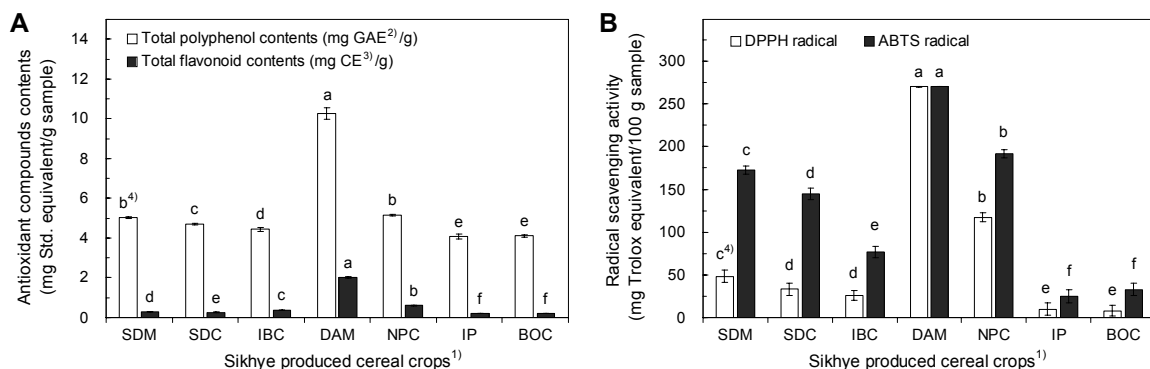 A
Antioxidant compounds contents
(mg Std. equivalent/g sample)
14
12
10
8
6
4
2
0
Total polyphenol contents (mg GAE²⁾/g)
Total flavonoid contents (mg CE³⁾/g)
b⁴⁾
d
c
e
d
c
a
a
b
b
e
f
e
f
SDM SDC IBC DAM NPC IP BOC
Sikhye produced cereal crops¹⁾
B
Radical scavenging activity
(mg Trolox equivalent/100 g sample)
300
250
200
150
100
50
0
DPPH radical ABTS radical
c⁴⁾
c
d
d
d
e
a
a
b
b
e
f
e
f
SDM SDC IBC DAM NPC IP BOC
Sikhye produced cereal crops¹⁾